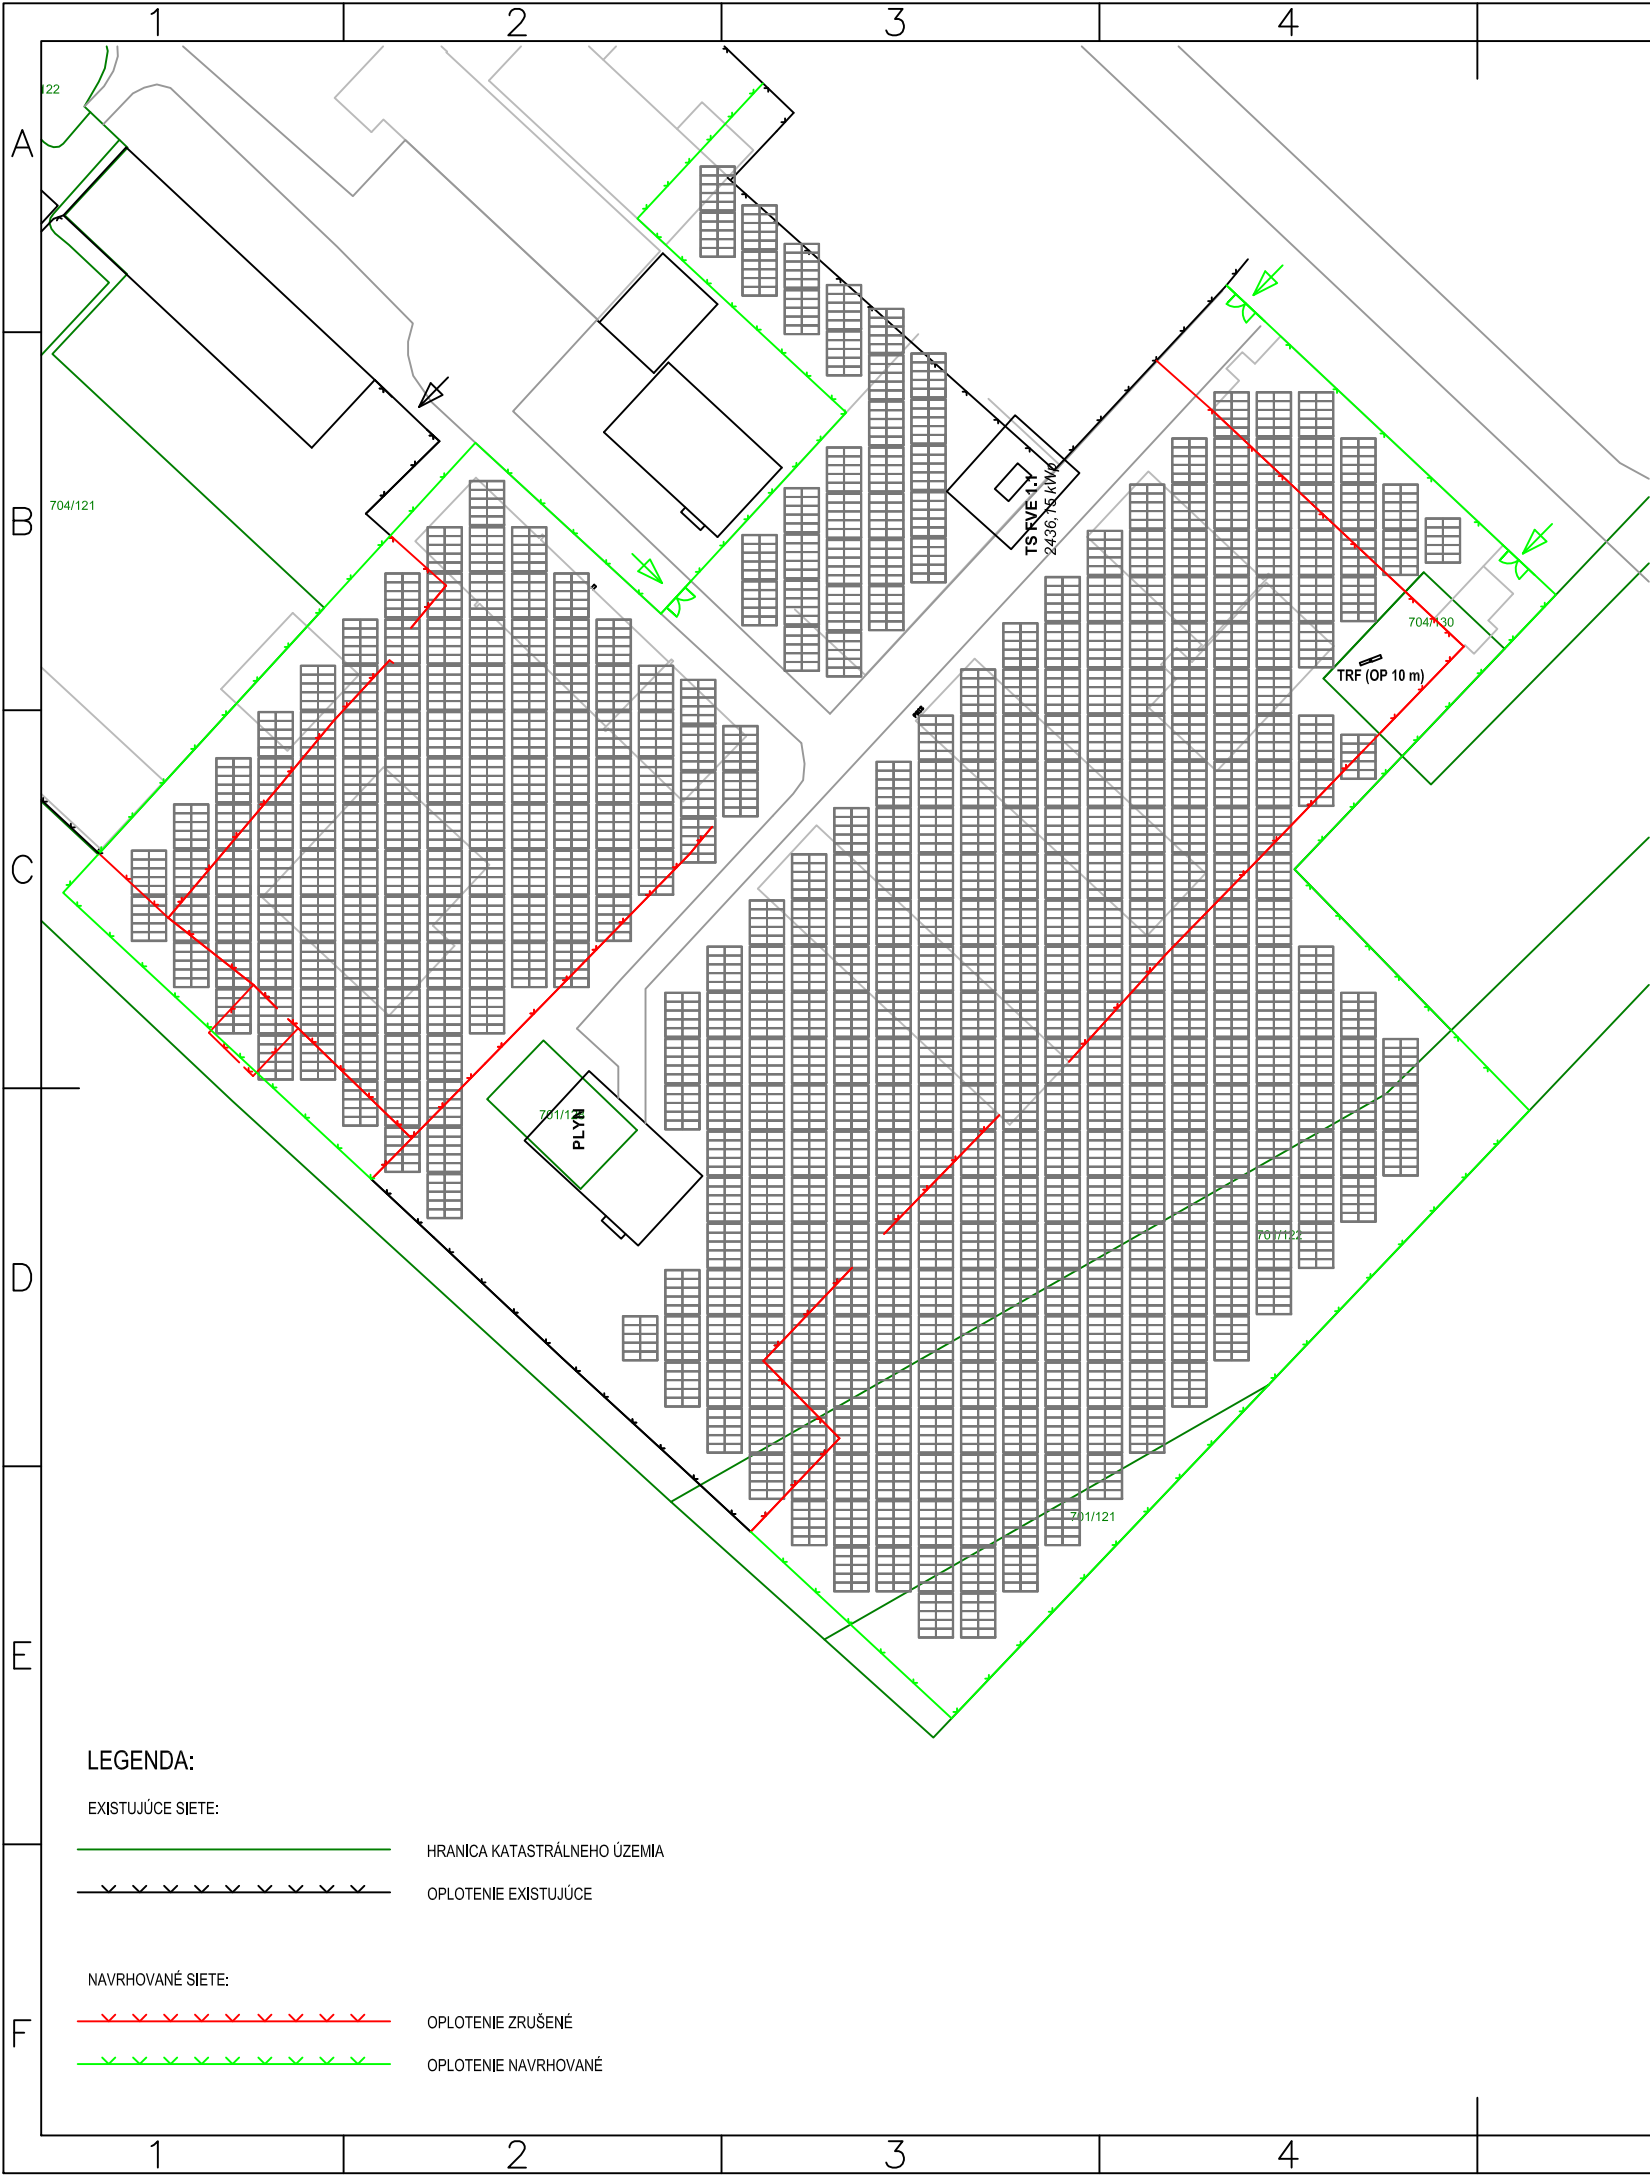 1 2 3 4
A
B
C
D
E
F
122
704/121
TS FVE 1.1
2436,15 kWp
704/130
TRF (OP 10 m)
PLYN
701/122
701/121
LEGENDA:
EXISTUJÚCE SIETE:
HRANICA KATASTRÁLNEHO ÚZEMIA
OPLOTENIE EXISTUJÚCE
NAVRHOVANÉ SIETE:
OPLOTENIE ZRUŠENÉ
OPLOTENIE NAVRHOVANÉ
1 2 3 4